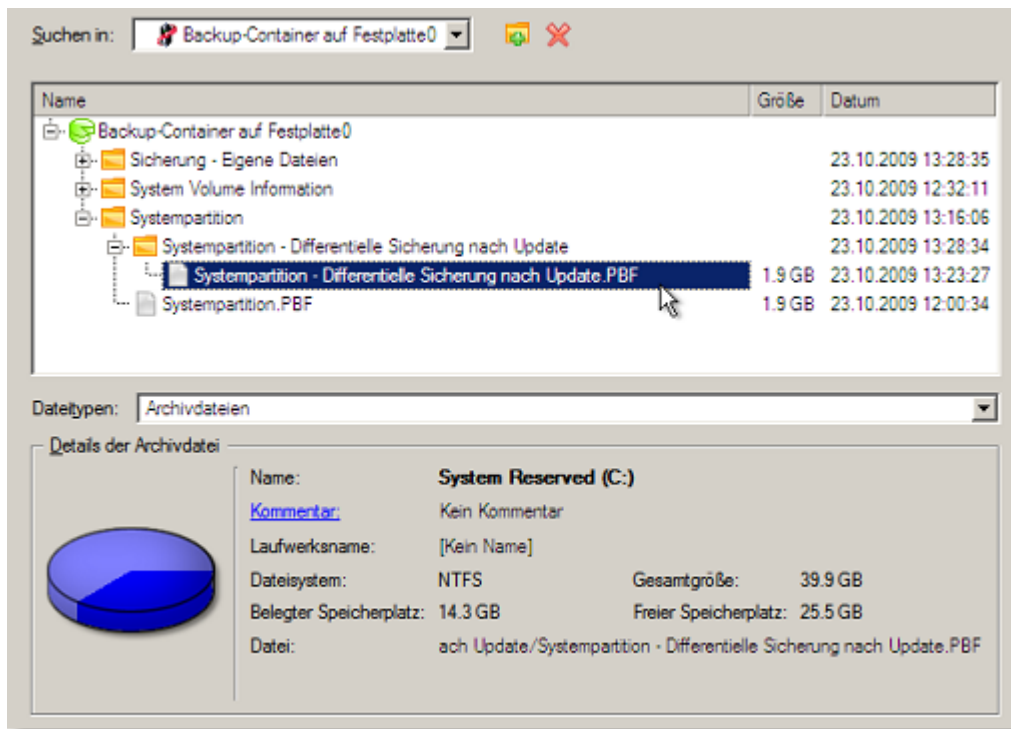 Suchen in: Backup-Container auf Festplatte0
Name Größe Datum
Backup-Container auf Festplatte0
Sicherung - Eigene Dateien 23.10.2009 13:28:35
System Volume Information 23.10.2009 12:32:11
Systempartition 23.10.2009 13:16:06
Systempartition - Differentielle Sicherung nach Update 23.10.2009 13:28:34
Systempartition - Differentielle Sicherung nach Update.PBF 1.9 GB 23.10.2009 13:23:27
Systempartition.PBF 1.9 GB 23.10.2009 12:00:34
Dateitypen: Archivdateien
Details der Archivdatei
Name: System Reserved (C:)
Kommentar: Kein Kommentar
Laufwerksname: [Kein Name]
Dateisystem: NTFS Gesamtgröße: 39.9 GB
Belegter Speicherplatz: 14.3 GB Freier Speicherplatz: 25.5 GB
Datei: ach Update/Systempartition - Differentielle Sicherung nach Update.PBF